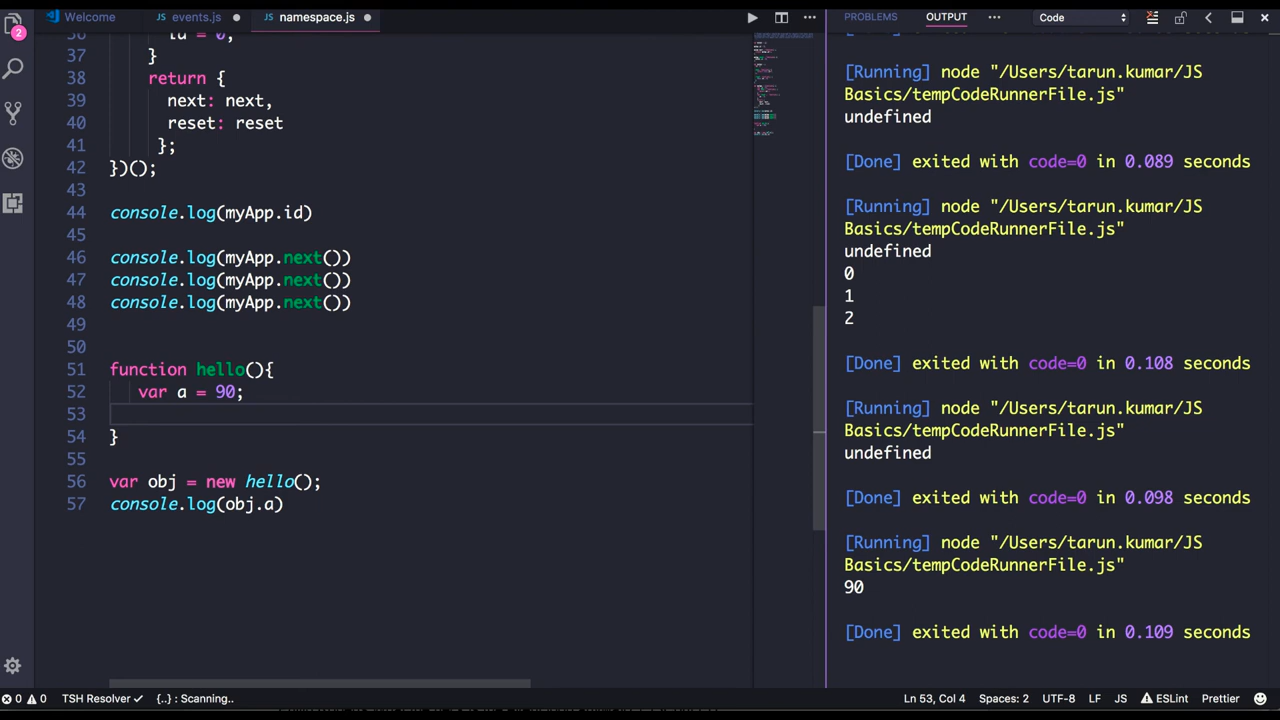 Welcome
events.js
namespace.js
PROBLEMS
OUTPUT
Code
2
37 }
38 return {
39 next: next,
40 reset: reset
41 };
42 })();
43
44 console.log(myApp.id)
45
46 console.log(myApp.next())
47 console.log(myApp.next())
48 console.log(myApp.next())
49
50
51 function hello(){
52 var a = 90;
53
54 }
55
56 var obj = new hello();
57 console.log(obj.a)
[Running] node "/Users/tarun.kumar/JS
Basics/tempCodeRunnerFile.js"
undefined
[Done] exited with code=0 in 0.089 seconds
[Running] node "/Users/tarun.kumar/JS
Basics/tempCodeRunnerFile.js"
undefined
0
1
2
[Done] exited with code=0 in 0.108 seconds
[Running] node "/Users/tarun.kumar/JS
Basics/tempCodeRunnerFile.js"
undefined
[Done] exited with code=0 in 0.098 seconds
[Running] node "/Users/tarun.kumar/JS
Basics/tempCodeRunnerFile.js"
90
[Done] exited with code=0 in 0.109 seconds
0 0 TSH Resolver ✓ {..} : Scanning.. Ln 53, Col 4 Spaces: 2 UTF-8 LF JS ESLint Prettier